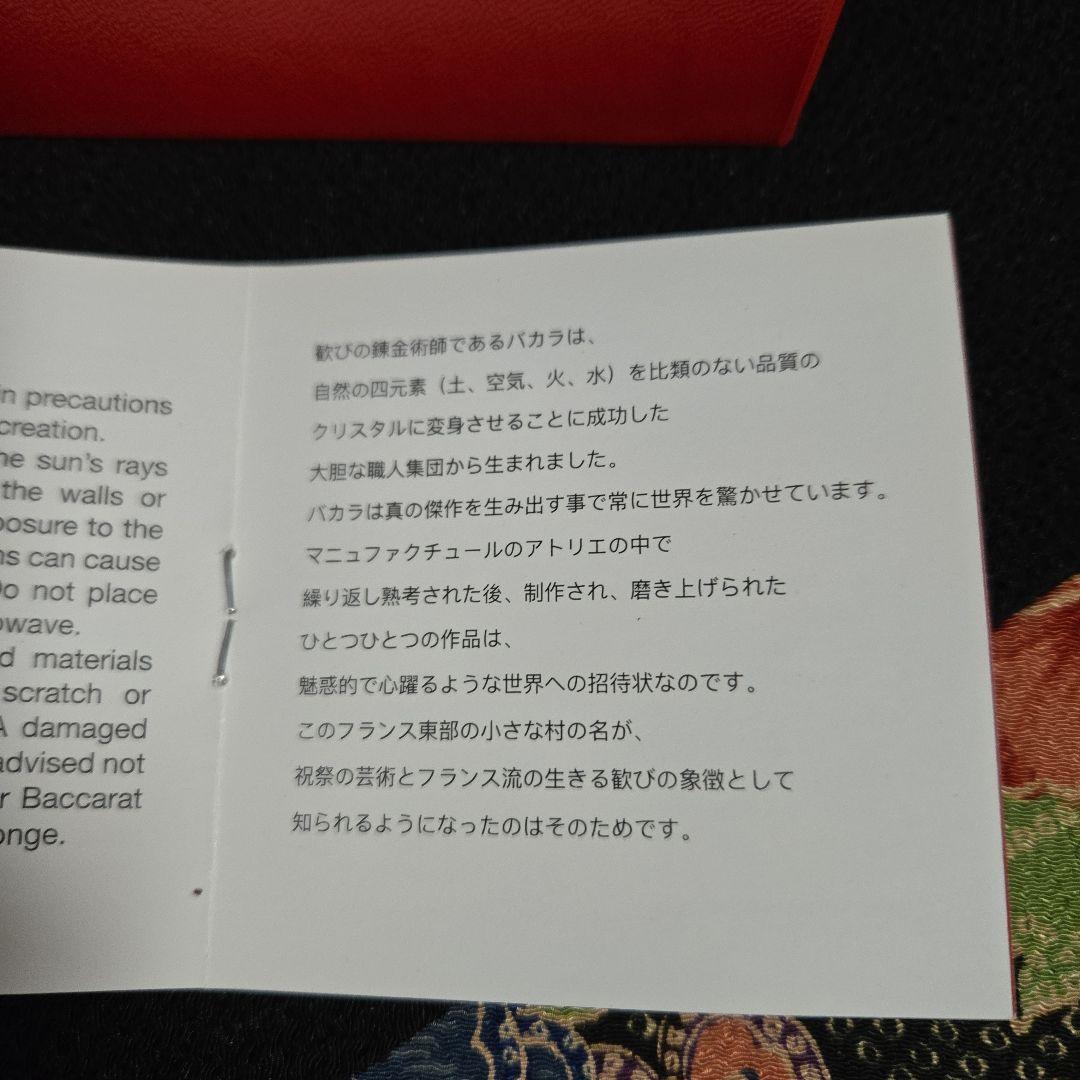 in precautions
creation.
he sun's rays
the walls or
posure to the
ns can cause
Do not place
owave.
d materials
scratch or
A damaged
advised not
r Baccarat
onge.
歓びの錬金術師であるバカラは、
自然の四元素（土、空気、火、水）を比類のない品質の
クリスタルに変身させることに成功した
大胆な職人集団から生まれました。
バカラは真の傑作を生み出す事で常に世界を驚かせています。
マニュファクチュールのアトリエの中で
繰り返し熟考された後、制作され、磨き上げられた
ひとつひとつの作品は、
魅惑的で心躍るような世界への招待状なのです。
このフランス東部の小さな村の名が、
祝祭の芸術とフランス流の生きる歓びの象徴として
知られるようになったのはそのためです。